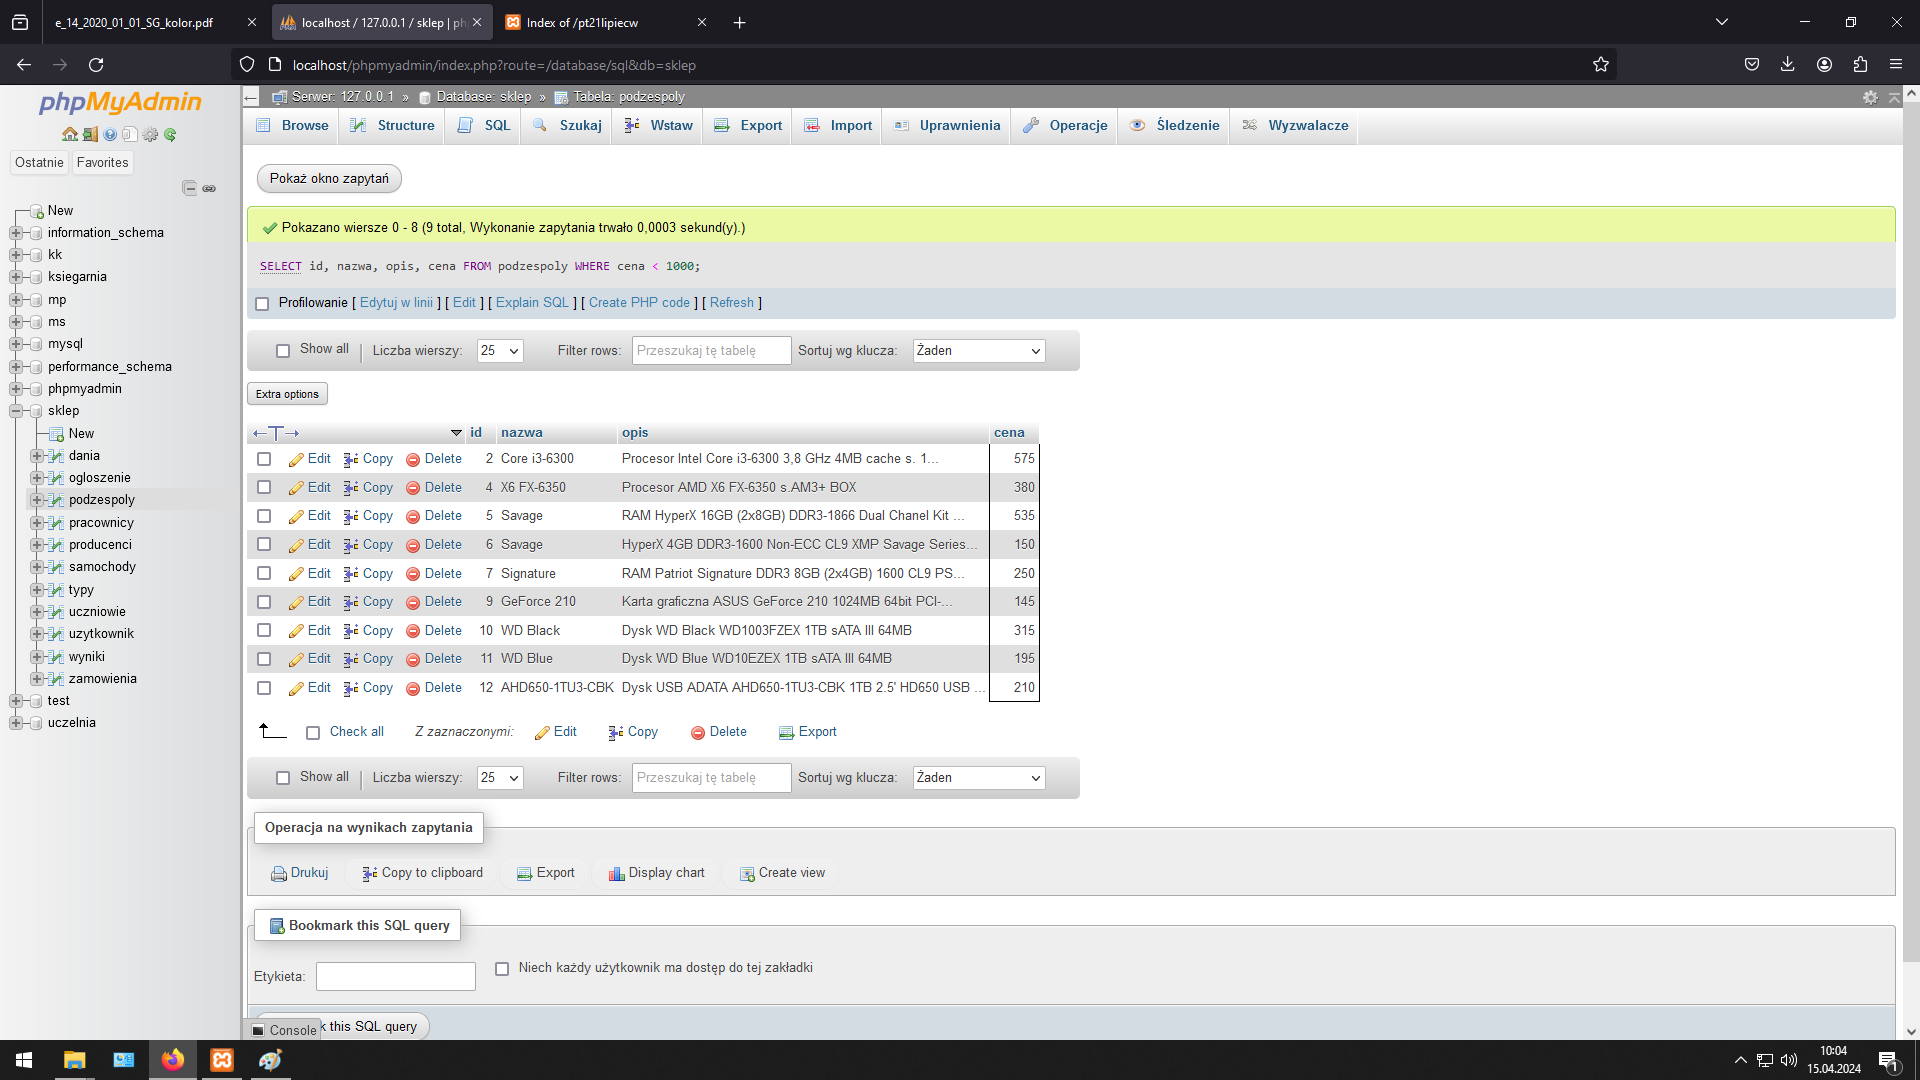 e_14_2020_01_01_SG_kolor.pdf
localhost / 127.0.0.1 / sklep | ph
Index of /pt21lipiecw
localhost/phpmyadmin/index.php?route=/database/sql&db=sklep
phpMyAdmin
Ostatnie Favorites
New
information_schema
kk
ksiegarnia
mp
ms
mysql
performance_schema
phpmyadmin
sklep
New
dania
ogloszenie
podzespoly
pracownicy
producenci
samochody
typy
uczniowie
uzytkownik
wyniki
zamowienia
test
uczelnia
Serwer: 127.0.0.1 » Database: sklep » Tabela: podzespoly
Browse Structure SQL Szukaj Wstaw Export Import Uprawnienia Operacje Śledzenie Wyzwalacze
Pokaż okno zapytań
Pokazano wiersze 0 - 8 (9 total, Wykonanie zapytania trwało 0,0003 sekund(y).)
SELECT id, nazwa, opis, cena FROM podzespoly WHERE cena < 1000;
Profilowanie [ Edytuj w linii ] [ Edit ] [ Explain SQL ] [ Create PHP code ] [ Refresh ]
Show all Liczba wierszy: 25 Filter rows: Przeszukaj tę tabelę Sortuj wg klucza: Żaden
Extra options
id nazwa opis cena
Edit Copy Delete 2 Core i3-6300 Procesor Intel Core i3-6300 3,8 GHz 4MB cache s. 1... 575
Edit Copy Delete 4 X6 FX-6350 Procesor AMD X6 FX-6350 s.AM3+ BOX 380
Edit Copy Delete 5 Savage RAM HyperX 16GB (2x8GB) DDR3-1866 Dual Chanel Kit ... 535
Edit Copy Delete 6 Savage HyperX 4GB DDR3-1600 Non-ECC CL9 XMP Savage Series... 150
Edit Copy Delete 7 Signature RAM Patriot Signature DDR3 8GB (2x4GB) 1600 CL9 PS... 250
Edit Copy Delete 9 GeForce 210 Karta graficzna ASUS GeForce 210 1024MB 64bit PCI-... 145
Edit Copy Delete 10 WD Black Dysk WD Black WD1003FZEX 1TB sATA III 64MB 315
Edit Copy Delete 11 WD Blue Dysk WD Blue WD10EZEX 1TB sATA III 64MB 195
Edit Copy Delete 12 AHD650-1TU3-CBK Dysk USB ADATA AHD650-1TU3-CBK 1TB 2.5' HD650 USB ... 210
Check all Z zaznaczonymi: Edit Copy Delete Export
Show all Liczba wierszy: 25 Filter rows: Przeszukaj tę tabelę Sortuj wg klucza: Żaden
Operacja na wynikach zapytania
Drukuj Copy to clipboard Export Display chart Create view
Bookmark this SQL query
Etykieta: Niech każdy użytkownik ma dostęp do tej zakładki
Console k this SQL query
10:04
15.04.2024
1